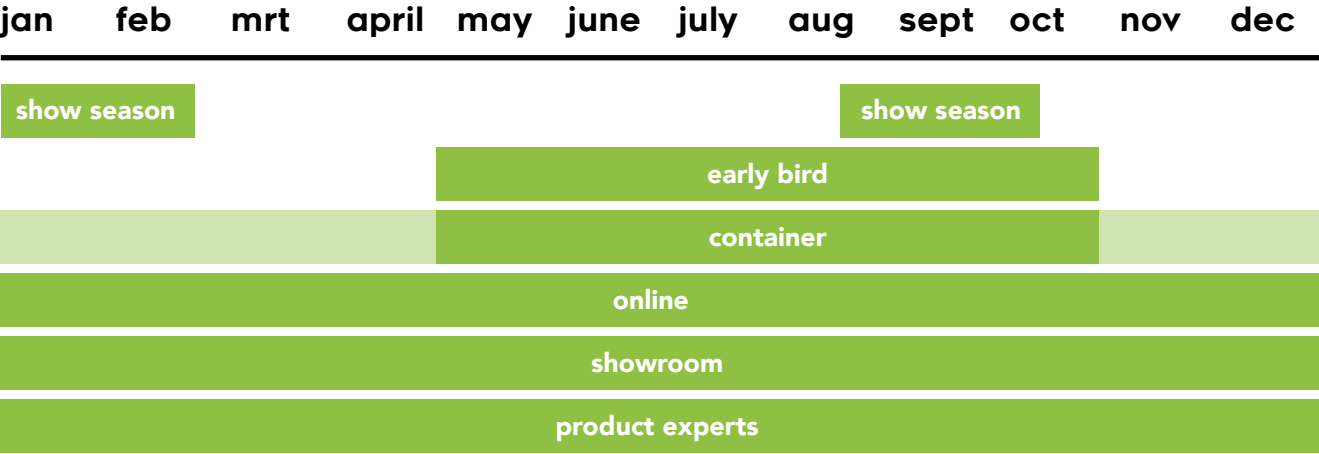 jan feb mrt april may june july aug sept oct nov dec
show season show season
early bird
container
online
showroom
product experts